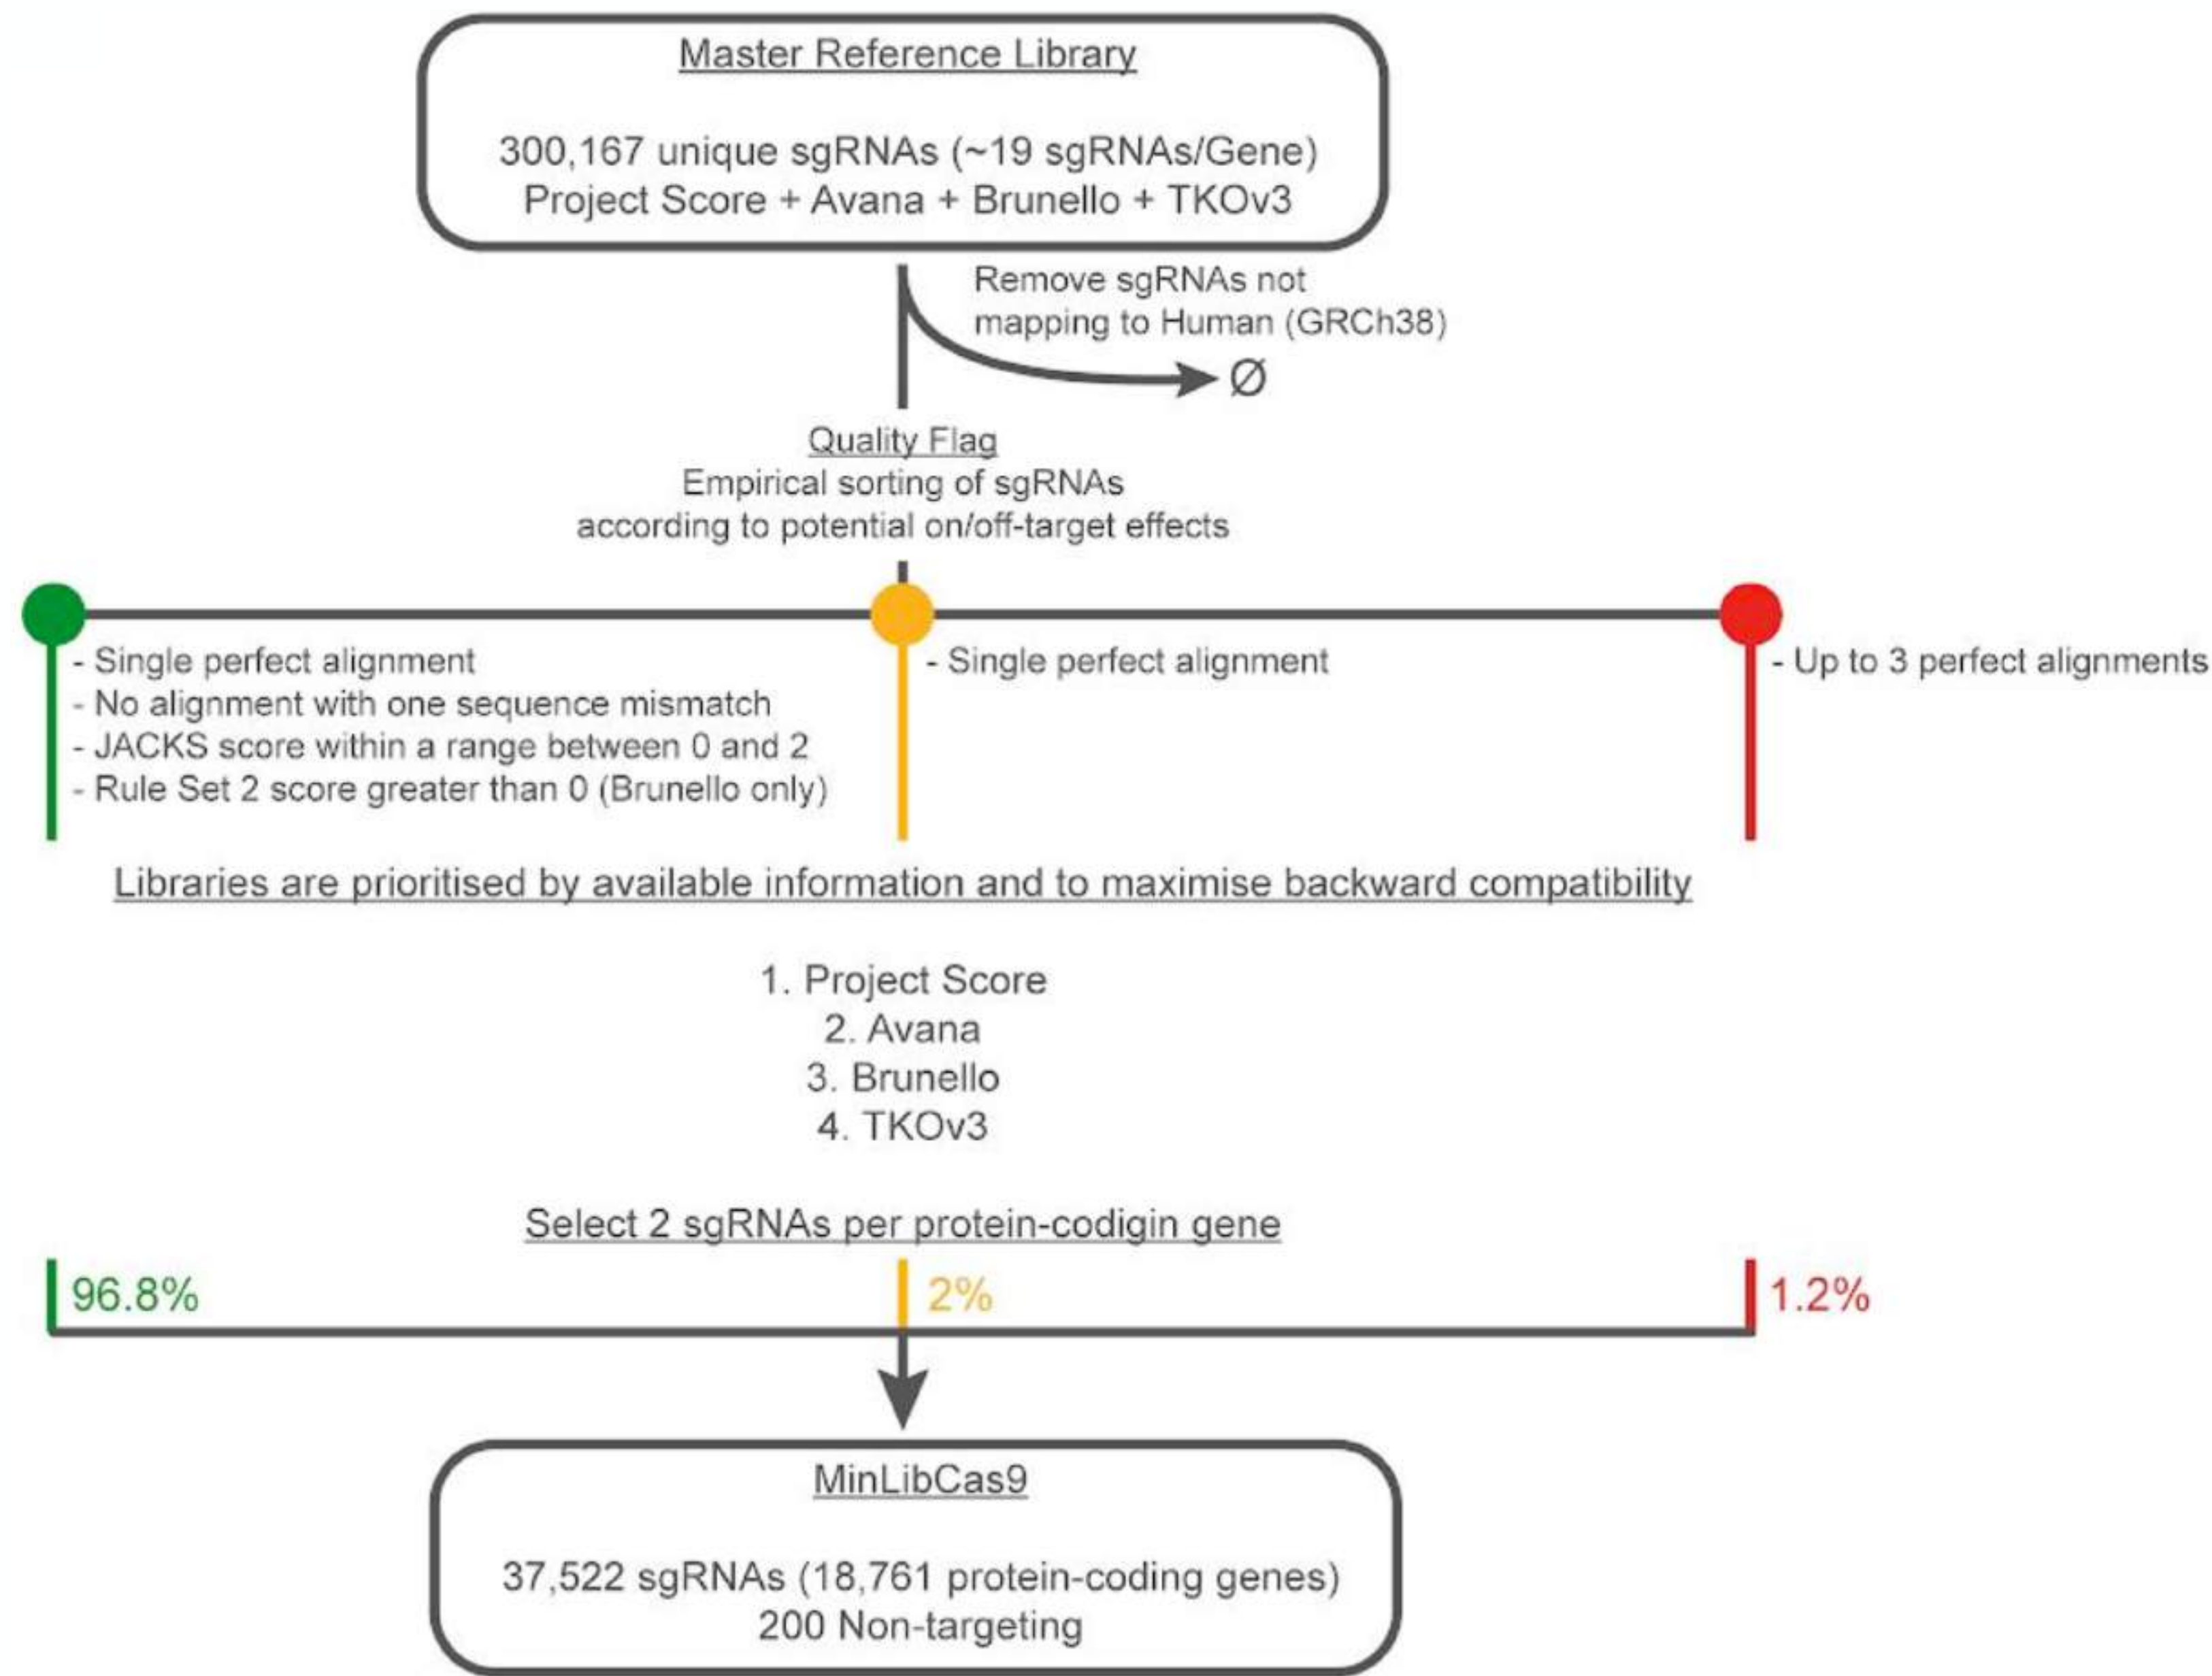 Master Reference Library
300,167 unique sgRNAs (~19 sgRNAs/Gene)
Project Score + Avana + Brunello + TKOv3
Remove sgRNAs not
mapping to Human (GRCh38)
Ø
Quality Flag
Empirical sorting of sgRNAs
according to potential on/off-target effects
- Single perfect alignment
- No alignment with one sequence mismatch
- JACKS score within a range between 0 and 2
- Rule Set 2 score greater than 0 (Brunello only)
- Single perfect alignment
- Up to 3 perfect alignments
Libraries are prioritised by available information and to maximise backward compatibility
1. Project Score
2. Avana
3. Brunello
4. TKOv3
Select 2 sgRNAs per protein-codigin gene
96.8%
2%
1.2%
MinLibCas9
37,522 sgRNAs (18,761 protein-coding genes)
200 Non-targeting